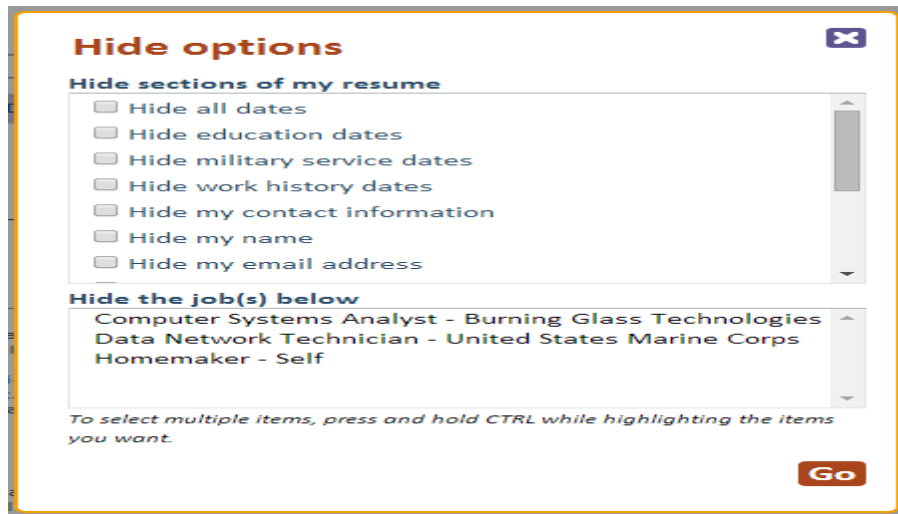 Hide options
Hide sections of my resume
Hide all dates
Hide education dates
Hide military service dates
Hide work history dates
Hide my contact information
Hide my name
Hide my email address
Hide the job(s) below
Computer Systems Analyst - Burning Glass Technologies
Data Network Technician - United States Marine Corps
Homemaker - Self
To select multiple items, press and hold CTRL while highlighting the items
you want.
Go